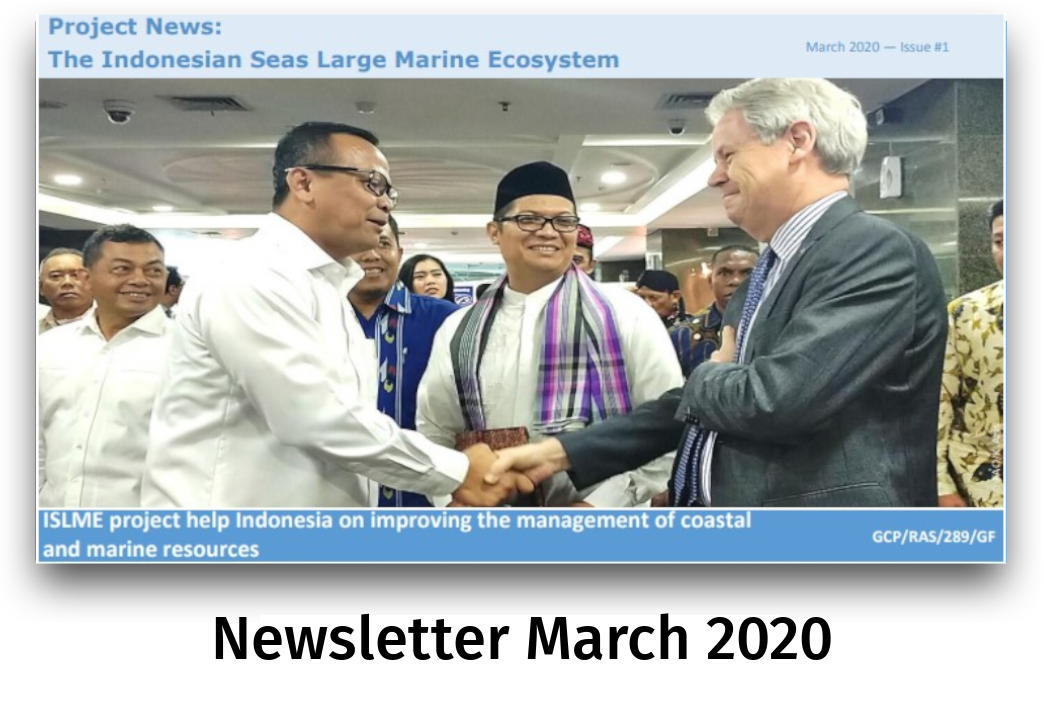 Project News:
The Indonesian Seas Large Marine Ecosystem
March 2020 — Issue #1
ISLME project help Indonesia on improving the management of coastal
and marine resources
GCP/RAS/289/GF
Newsletter March 2020